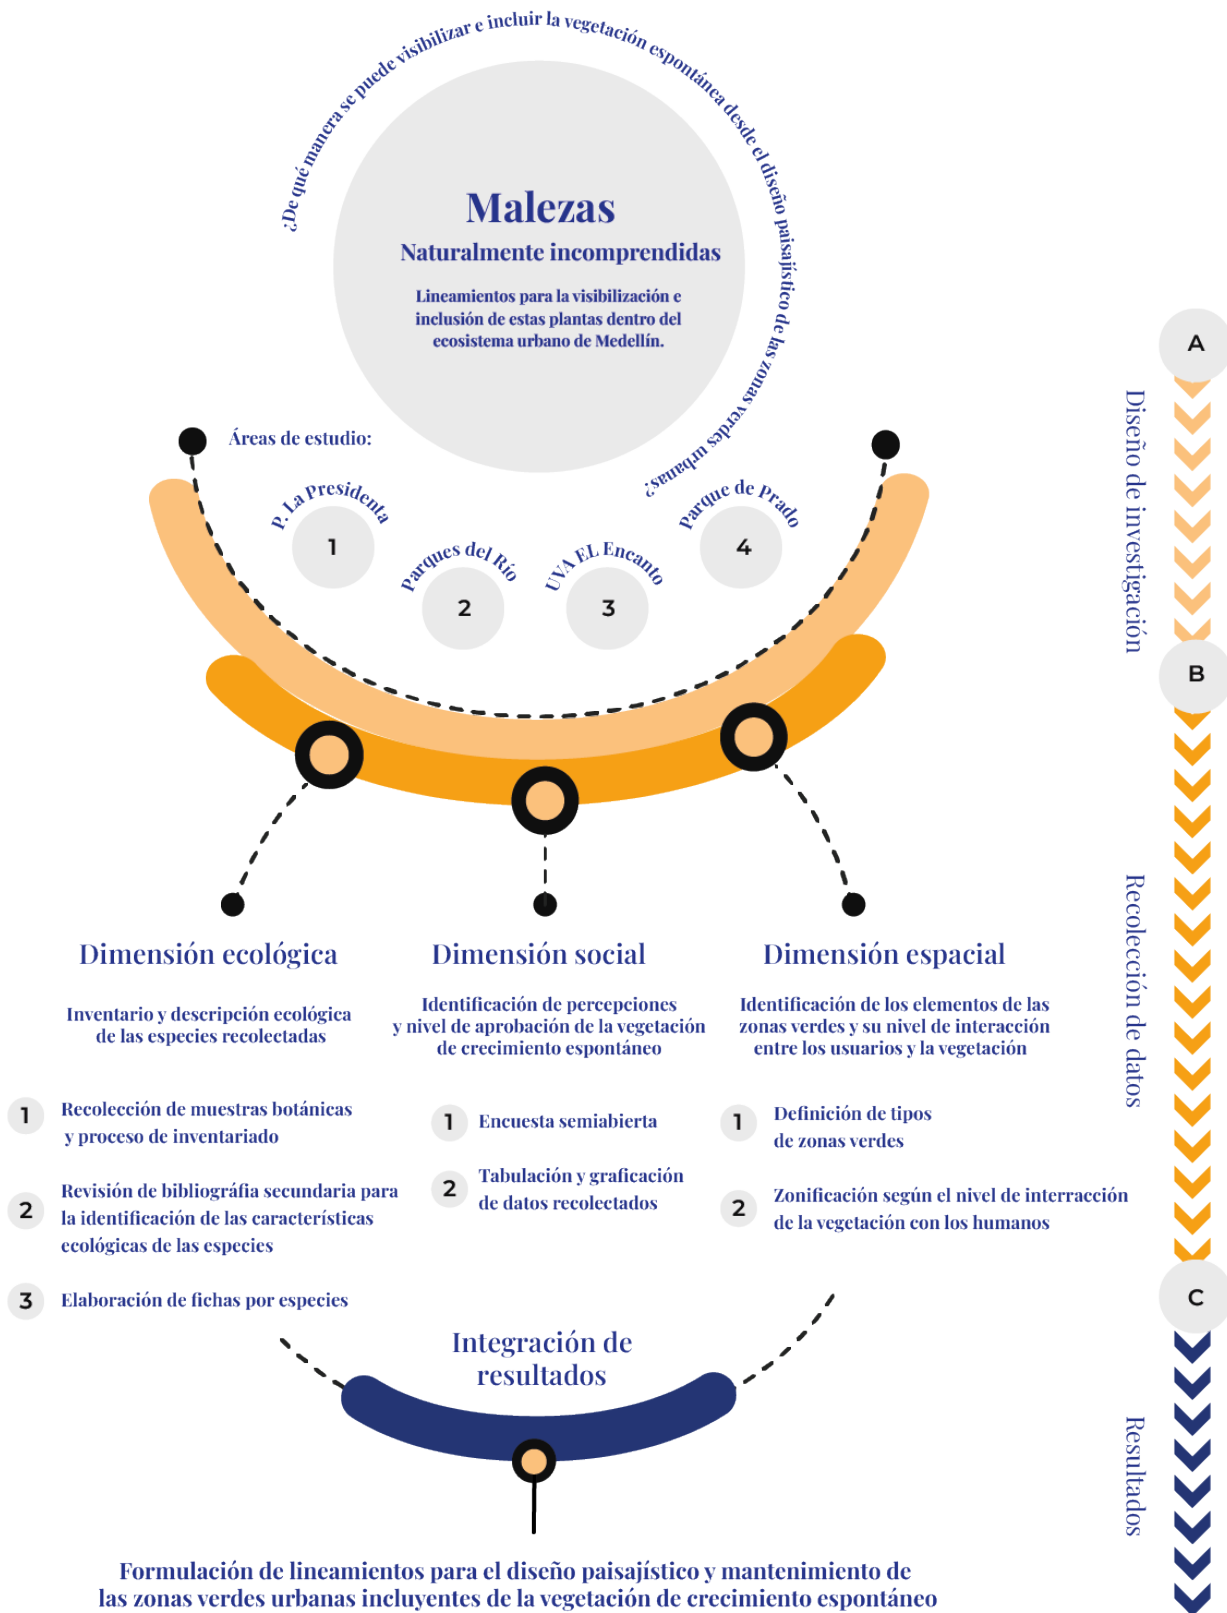 ¿De qué manera se puede visibilizar e incluir la vegetación espontánea desde el diseño paisajístico de las zonas verdes urbanas?
Malezas
Naturalmente incomprendidas
Lineamientos para la visibilización e
inclusión de estas plantas dentro del
ecosistema urbano de Medellín.
Áreas de estudio:
P. La Presidenta
1
Parques del Río
2
UVA EL Encanto
3
Parque de Prado
4
A
Diseño de investigación
B
Recolección de datos
Dimensión ecológica
Inventario y descripción ecológica
de las especies recolectadas
1
Recolección de muestras botánicas
y proceso de inventariado
2
Revisión de bibliográfia secundaria para
la identificación de las características
ecológicas de las especies
3
Elaboración de fichas por especies
Dimensión social
Identificación de percepciones
y nivel de aprobación de la vegetación
de crecimiento espontáneo
1
Encuesta semiabierta
2
Tabulación y graficación
de datos recolectados
Dimensión espacial
Identificación de los elementos de las
zonas verdes y su nivel de interacción
entre los usuarios y la vegetación
1
Definición de tipos
de zonas verdes
2
Zonificación según el nivel de interracción
de la vegetación con los humanos
C
Resultados
Integración de
resultados
Formulación de lineamientos para el diseño paisajístico y mantenimiento de
las zonas verdes urbanas incluyentes de la vegetación de crecimiento espontáneo